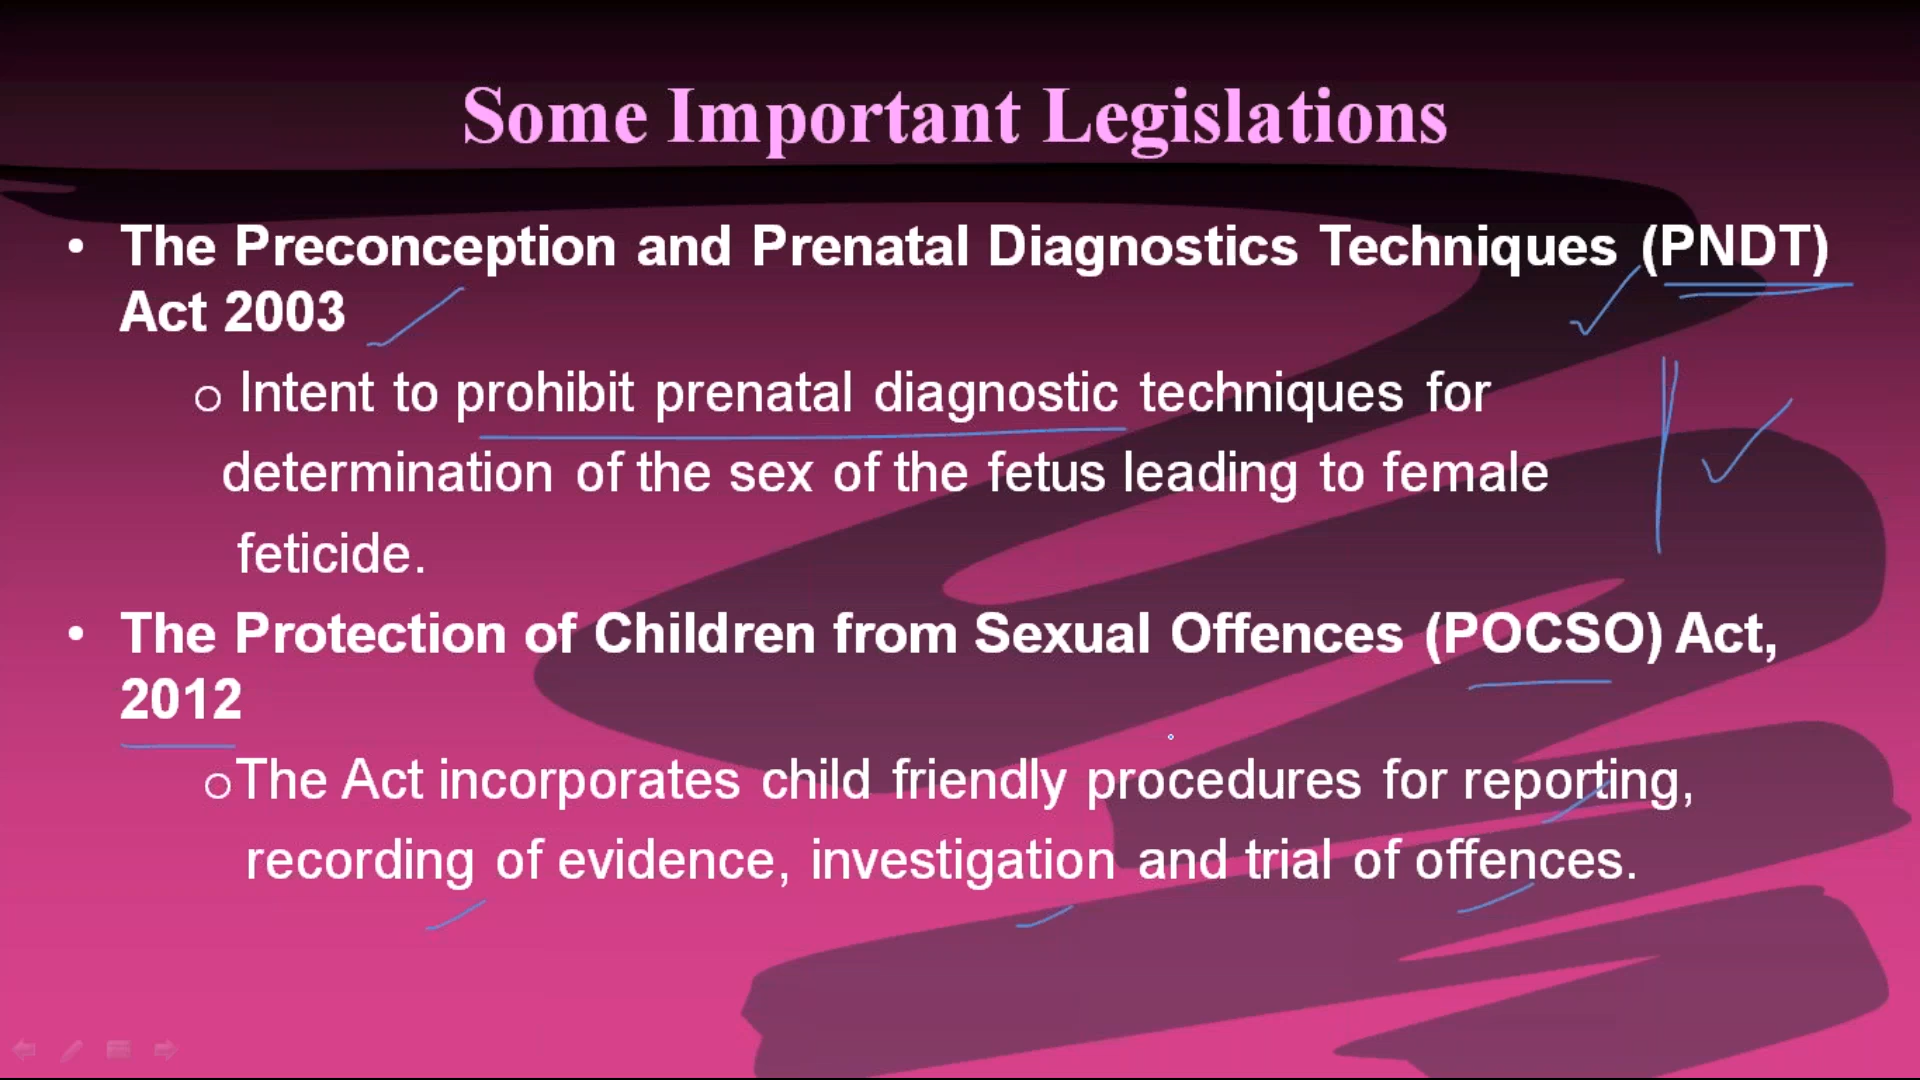 Some Important Legislations
• The Preconception and Prenatal Diagnostics Techniques (PNDT)
Act 2003
o Intent to prohibit prenatal diagnostic techniques for
determination of the sex of the fetus leading to female
feticide.
• The Protection of Children from Sexual Offences (POCSO) Act,
2012
oThe Act incorporates child friendly procedures for reporting,
recording of evidence, investigation and trial of offences.